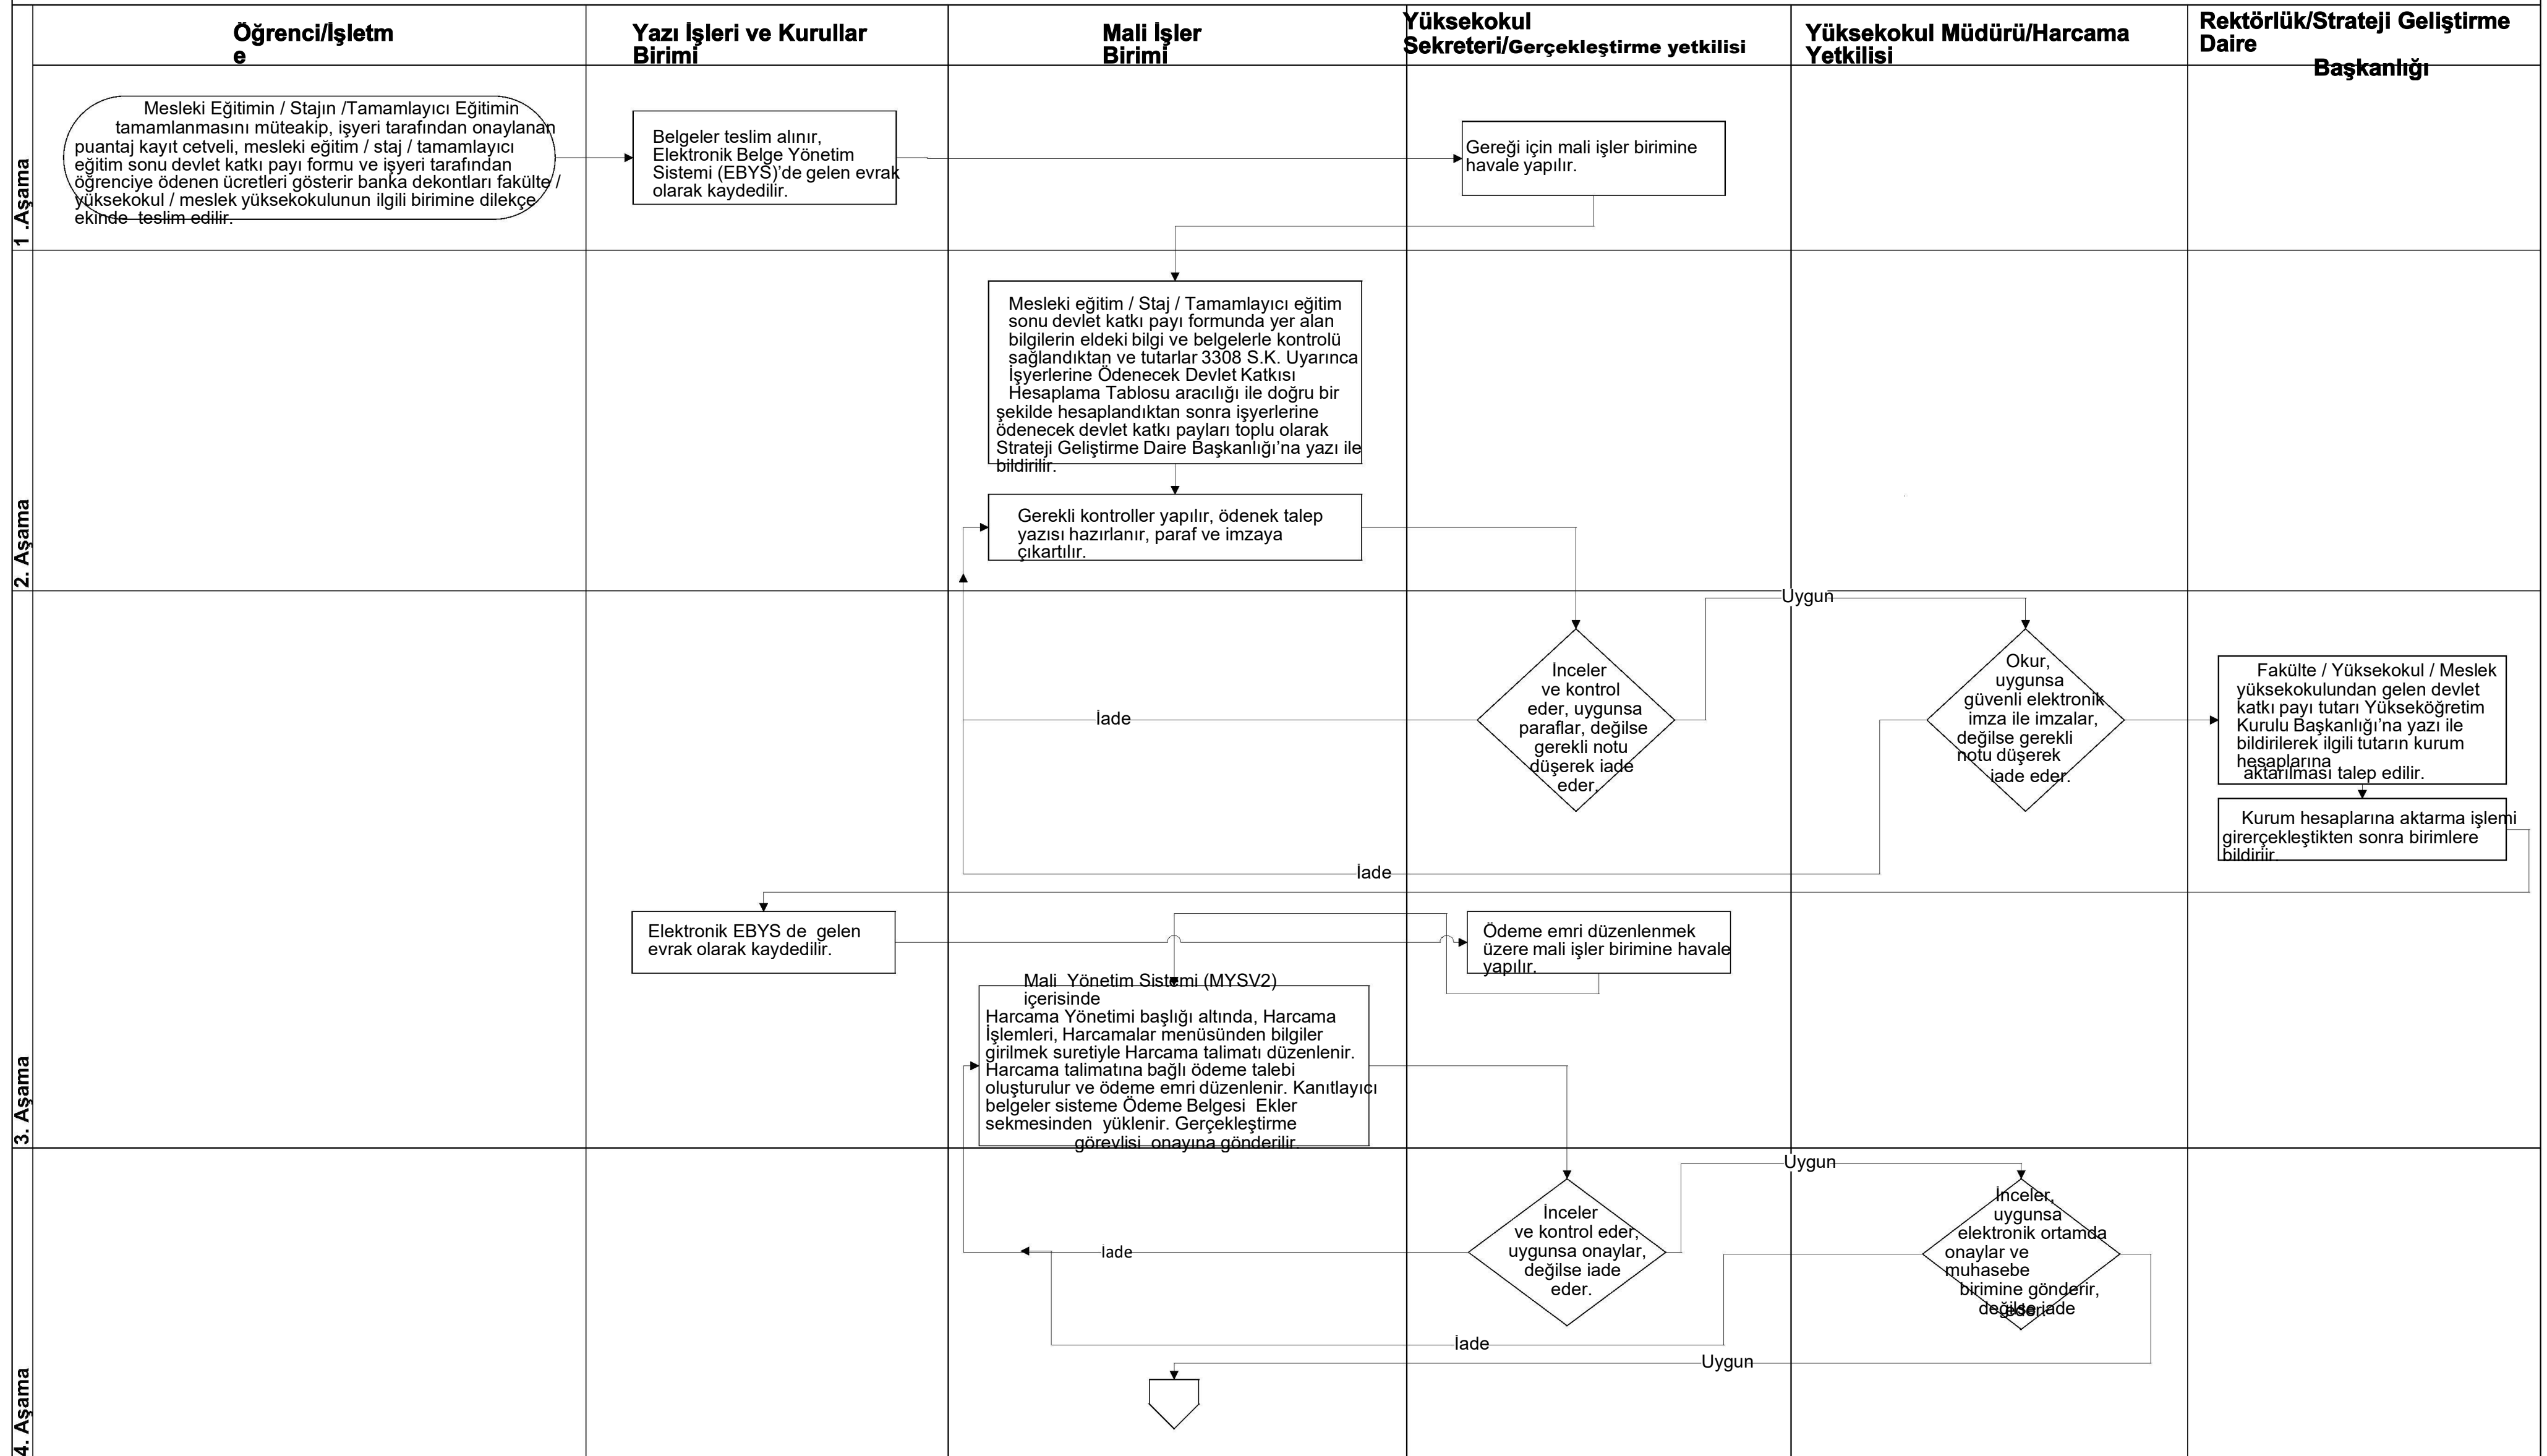 Öğrenci/İşletm
e
Yazı İşleri ve Kurullar
Birimi
Mali İşler
Birimi
Yüksekokul
Sekreteri/Gerçekleştirme yetkilisi
Yüksekokul Müdürü/Harcama
Yetkilisi
Rektörlük/Strateji Geliştirme
Daire
Başkanlığı
1 .Aşama
Mesleki Eğitimin / Stajın /Tamamlayıcı Eğitimin
tamamlanmasını müteakip, işyeri tarafından onaylanan
puantaj kayıt cetveli, mesleki eğitim / staj / tamamlayıcı
eğitim sonu devlet katkı payı formu ve işyeri tarafından
öğrenciye ödenen ücretleri gösterir banka dekontları fakülte /
yüksekokul / meslek yüksekokulunun ilgili birimine dilekçe
ekinde teslim edilir.
Belgeler teslim alınır,
Elektronik Belge Yönetim
Sistemi (EBYS)’de gelen evrak
olarak kaydedilir.
Gereği için mali işler birimine
havale yapılır.
2. Aşama
Mesleki eğitim / Staj / Tamamlayıcı eğitim
sonu devlet katkı payı formunda yer alan
bilgilerin eldeki bilgi ve belgelerle kontrolü
sağlandıktan ve tutarlar 3308 S.K. Uyarınca
İşyerlerine Ödenecek Devlet Katkısı
Hesaplama Tablosu aracılığı ile doğru bir
şekilde hesaplandıktan sonra işyerlerine
ödenecek devlet katkı payları toplu olarak
Strateji Geliştirme Daire Başkanlığı’na yazı ile
bildirilir.
Gerekli kontroller yapılır, ödenek talep
yazısı hazırlanır, paraf ve imzaya
çıkartılır.
3. Aşama
Uygun
İade
Inceler
ve kontrol
eder, uygunsa
paraflar, değilse
gerekli notu
düşerek iade
eder.
Okur,
uygunsa
güvenli elektronik
imza ile imzalar,
değilse gerekli
notu düşerek
iade eder.
Fakülte / Yüksekokul / Meslek
yüksekokulundan gelen devlet
katkı payı tutarı Yükseköğretim
Kurulu Başkanlığı’na yazı ile
bildirilerek ilgili tutarın kurum
hesaplarına
aktarılması talep edilir.
Kurum hesaplarına aktarma işlemi
girerçekleştikten sonra birimlere
bildiriir.
İade
Elektronik EBYS de gelen
evrak olarak kaydedilir.
Ödeme emri düzenlenmek
üzere mali işler birimine havale
yapılır.
Mali Yönetim Sistemi (MYSV2)
içerisinde
Harcama Yönetimi başlığı altında, Harcama
İşlemleri, Harcamalar menüsünden bilgiler
girilmek suretiyle Harcama talimatı düzenlenir.
Harcama talimatına bağlı ödeme talebi
oluşturulur ve ödeme emri düzenlenir. Kanıtlayıcı
belgeler sisteme Ödeme Belgesi Ekler
sekmesinden yüklenir. Gerçekleştirme
görevlisi onayına gönderilir.
4. Aşama
Uygun
İade
İnceler
ve kontrol eder,
uygunsa onaylar,
değilse iade
eder.
İnceler,
uygunsa
elektronik ortamda
onaylar ve
muhasebe
birimine gönderir,
değilse iade
eder.
İade
Uygun